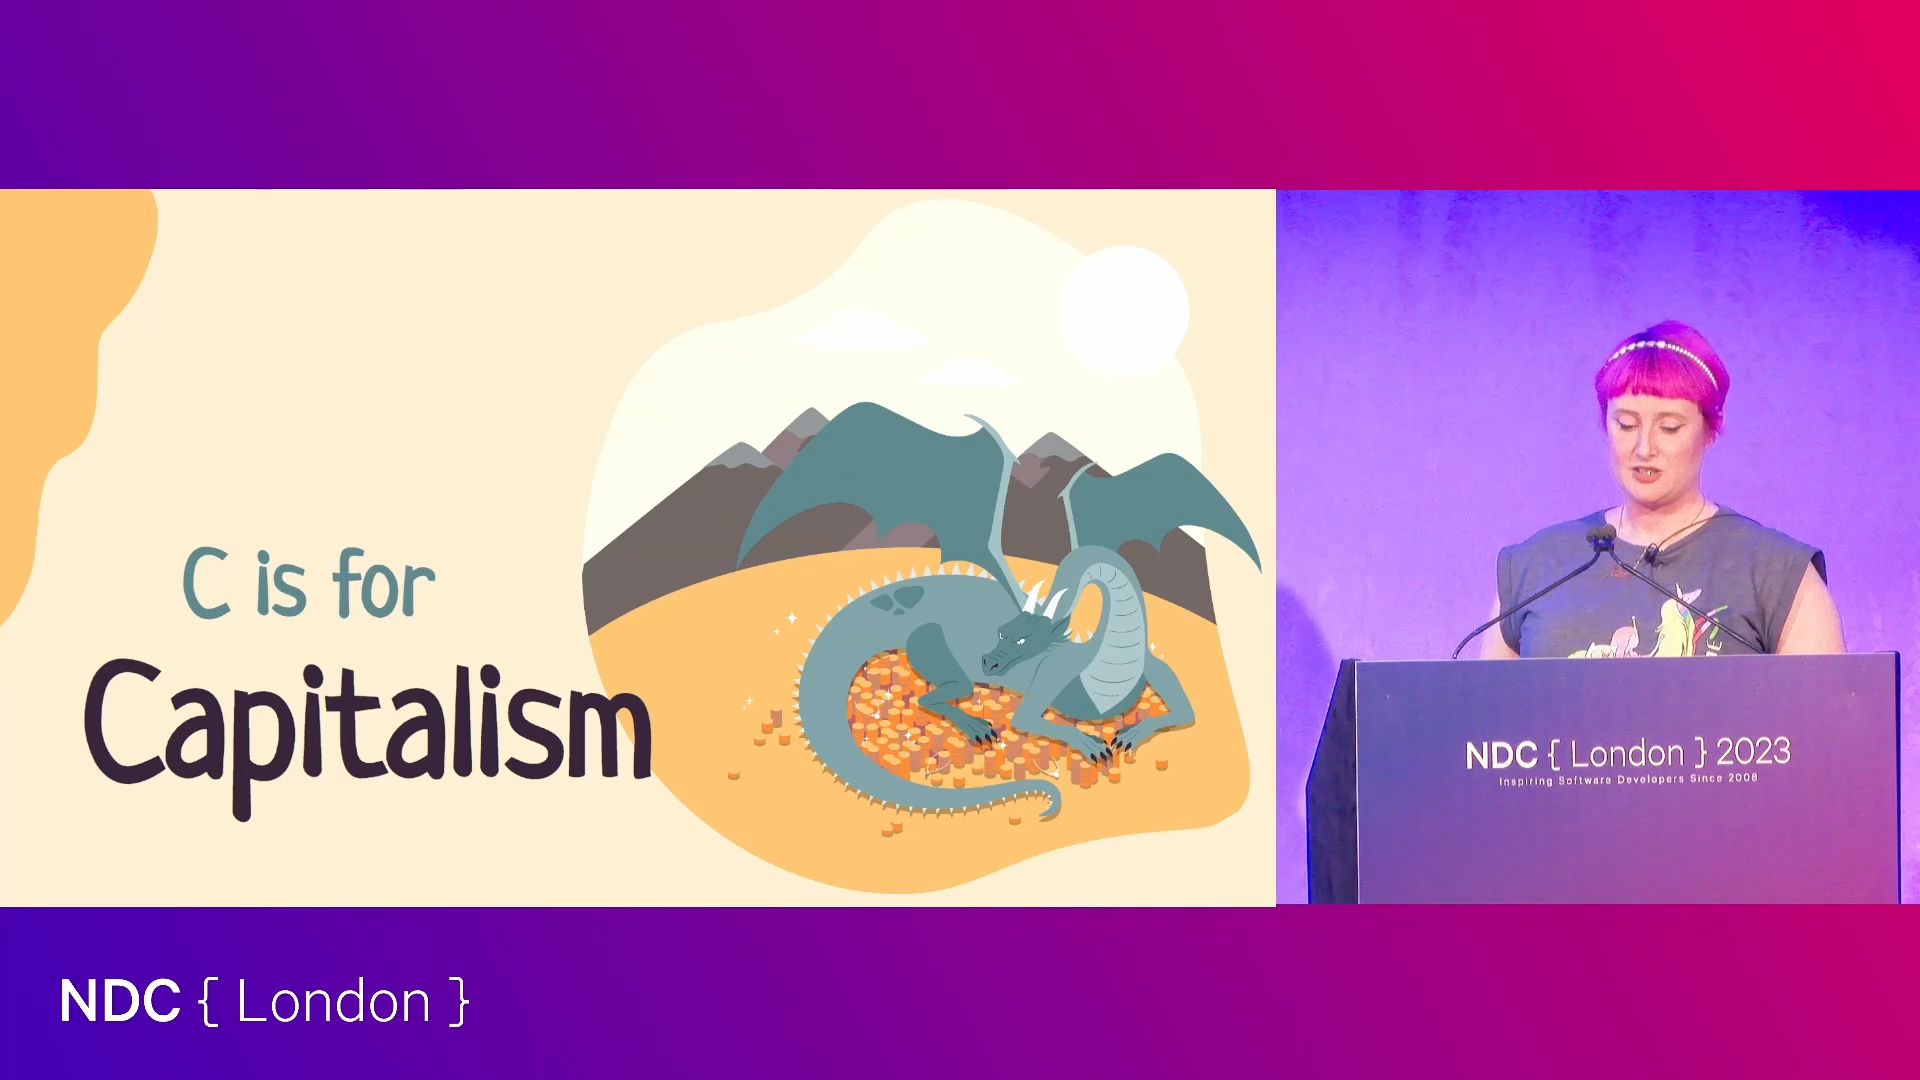 C is for
Capitalism
NDC { London } 2023
Inspiring Software Developers Since 2008
NDC { London }